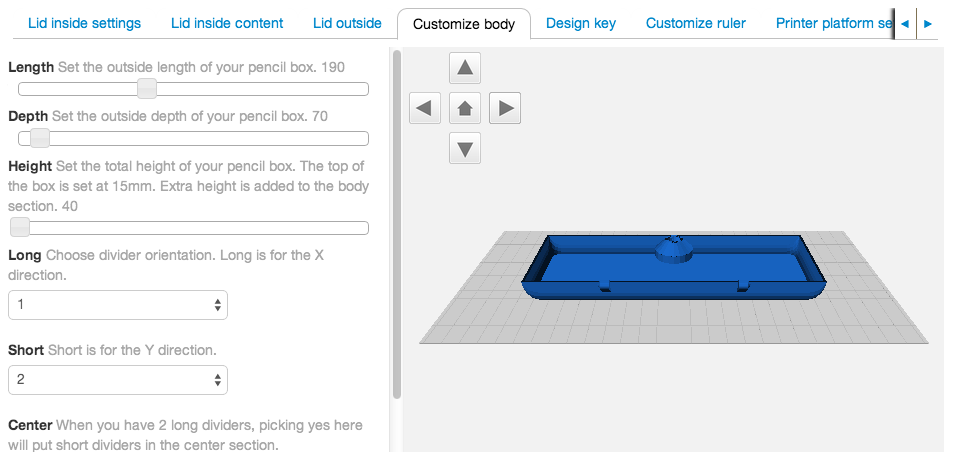 Lid inside settings Lid inside content Lid outside Customize body Design key Customize ruler Printer platform se
Length Set the outside length of your pencil box. 190
Depth Set the outside depth of your pencil box. 70
Height Set the total height of your pencil box. The top of
the box is set at 15mm. Extra height is added to the body
section. 40
Long Choose divider orientation. Long is for the X
direction.
1
Short Short is for the Y direction.
2
Center When you have 2 long dividers, picking yes here
will put short dividers in the center section.